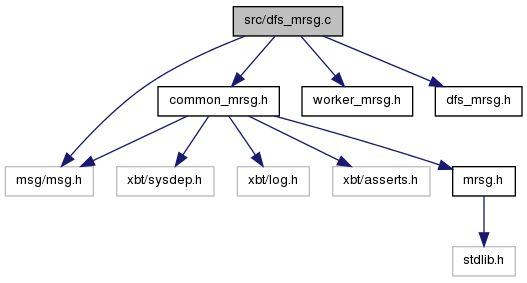 src/dfs_mrsg.c
common_mrsg.h
worker_mrsg.h
dfs_mrsg.h
msg/msg.h
xbt/sysdep.h
xbt/log.h
xbt/asserts.h
mrsg.h
stdlib.h